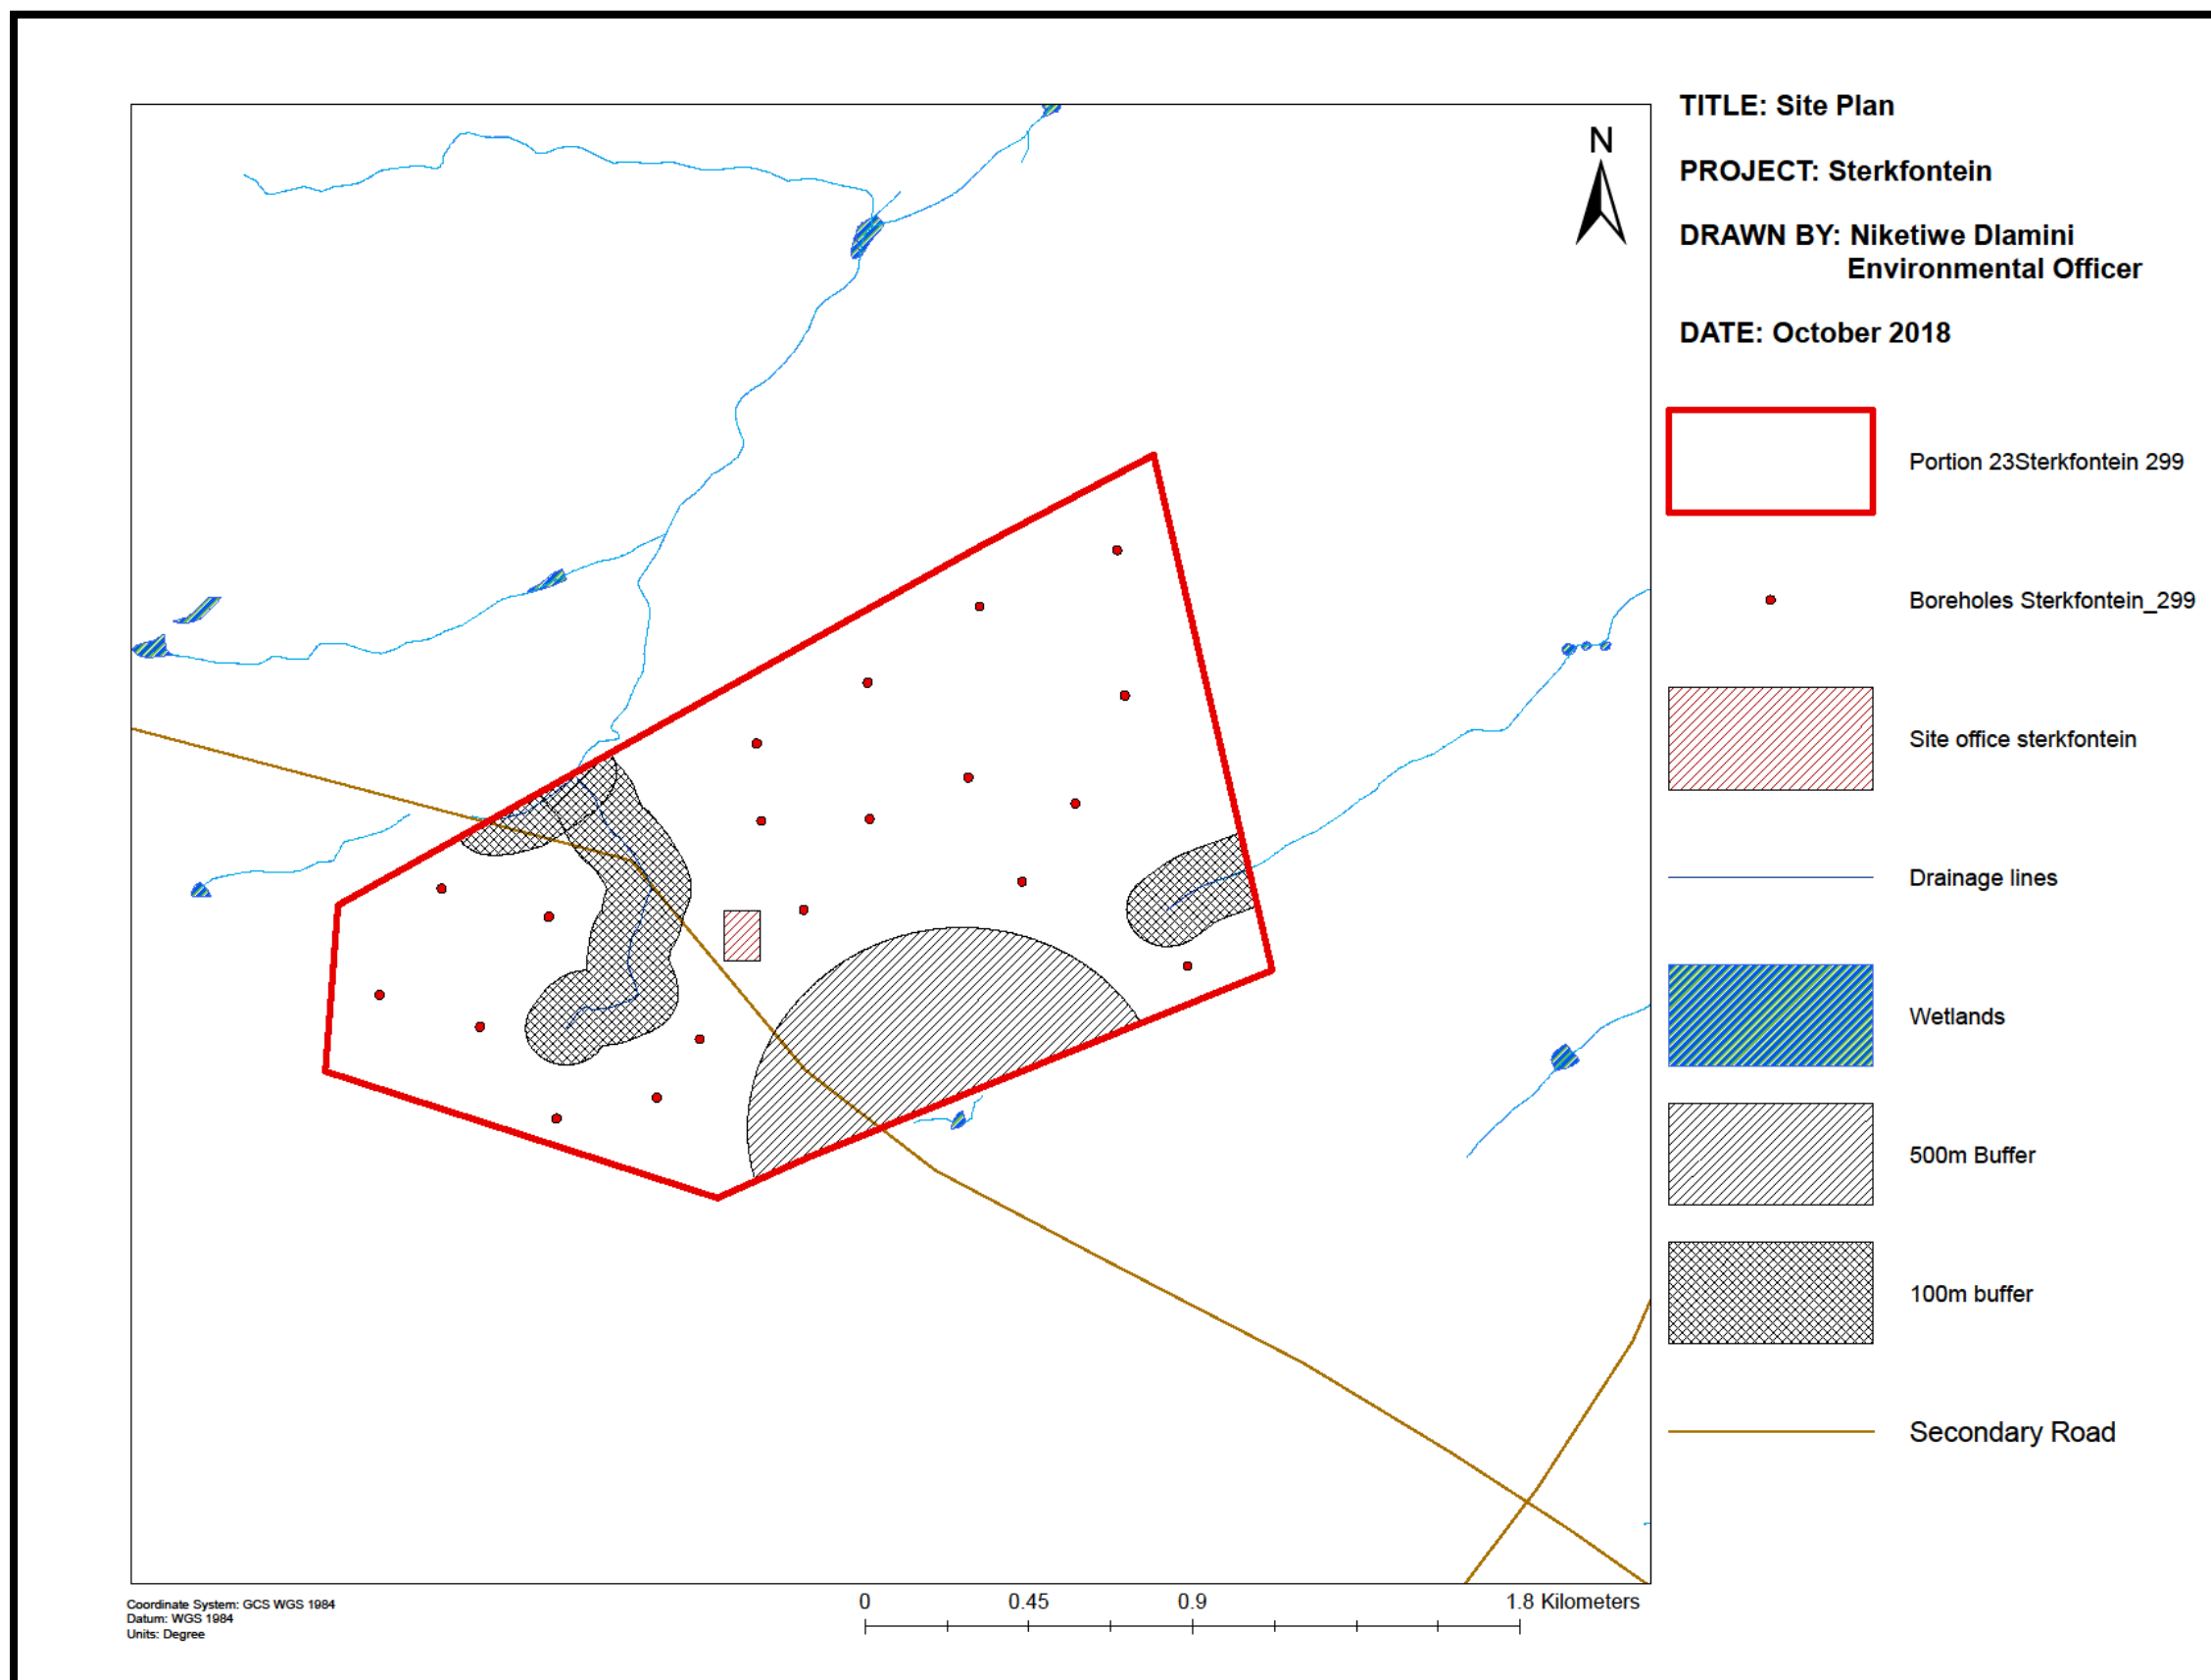 TITLE: Site Plan
PROJECT: Sterkfontein
DRAWN BY: Niketiwe Dlamini
Environmental Officer
DATE: October 2018
N
Portion 23Sterkfontein 299
Boreholes Sterkfontein_299
Site office sterkfontein
Drainage lines
Wetlands
500m Buffer
100m buffer
Secondary Road
Coordinate System: GCS WGS 1984
Datum: WGS 1984
Units: Degree
0 0.45 0.9 1.8 Kilometers